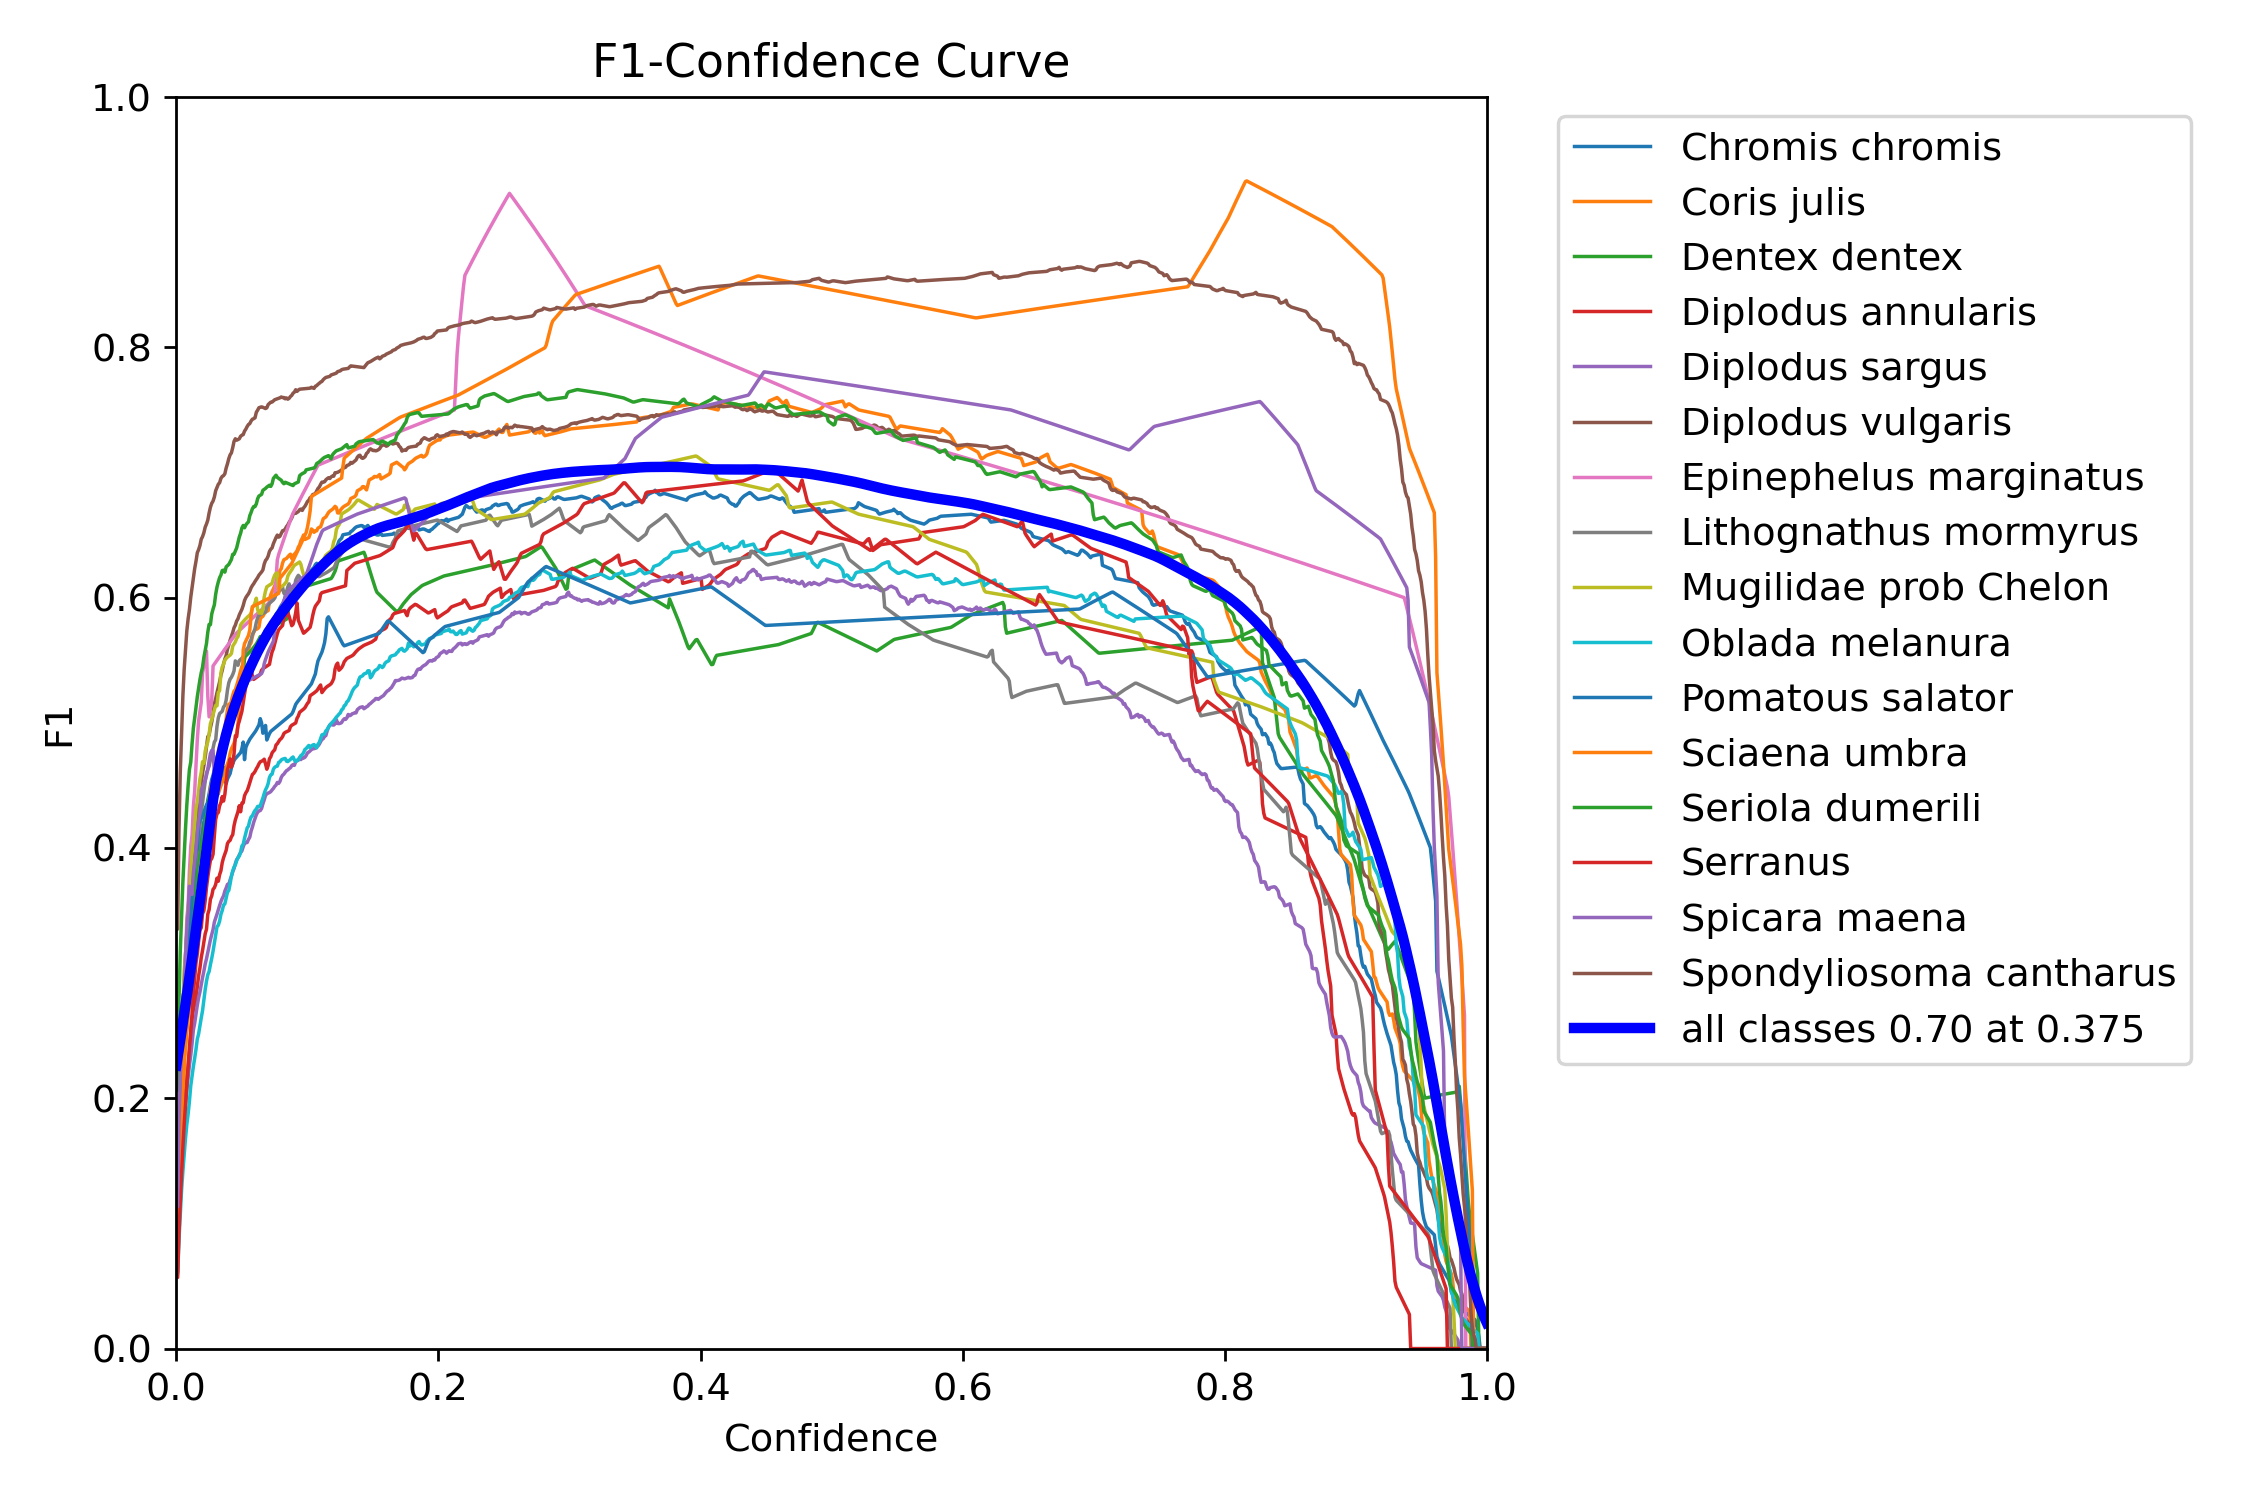 F1-Confidence Curve
1.0
0.8
0.6
0.4
0.2
0.0
F1
0.0 0.2 0.4 0.6 0.8 1.0
Confidence
Chromis chromis
Coris julis
Dentex dentex
Diplodus annularis
Diplodus sargus
Diplodus vulgaris
Epinephelus marginatus
Lithognathus mormyrus
Mugilidae prob Chelon
Oblada melanura
Pomatous salator
Sciaena umbra
Seriola dumerili
Serranus
Spicara maena
Spondyliosoma cantharus
all classes 0.70 at 0.375